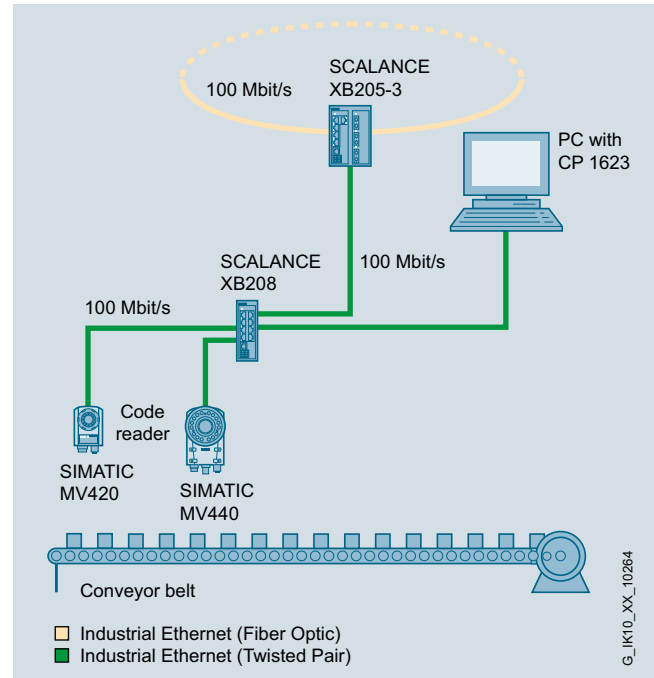 SCALANCE
XB205-3
100 Mbit/s
PC with
CP 1623
SCALANCE
XB208
100 Mbit/s
100 Mbit/s
Code
reader
SIMATIC
MV420
SIMATIC
MV440
Conveyor belt
Industrial Ethernet (Fiber Optic)
Industrial Ethernet (Twisted Pair)
G_IK10_XX_10264